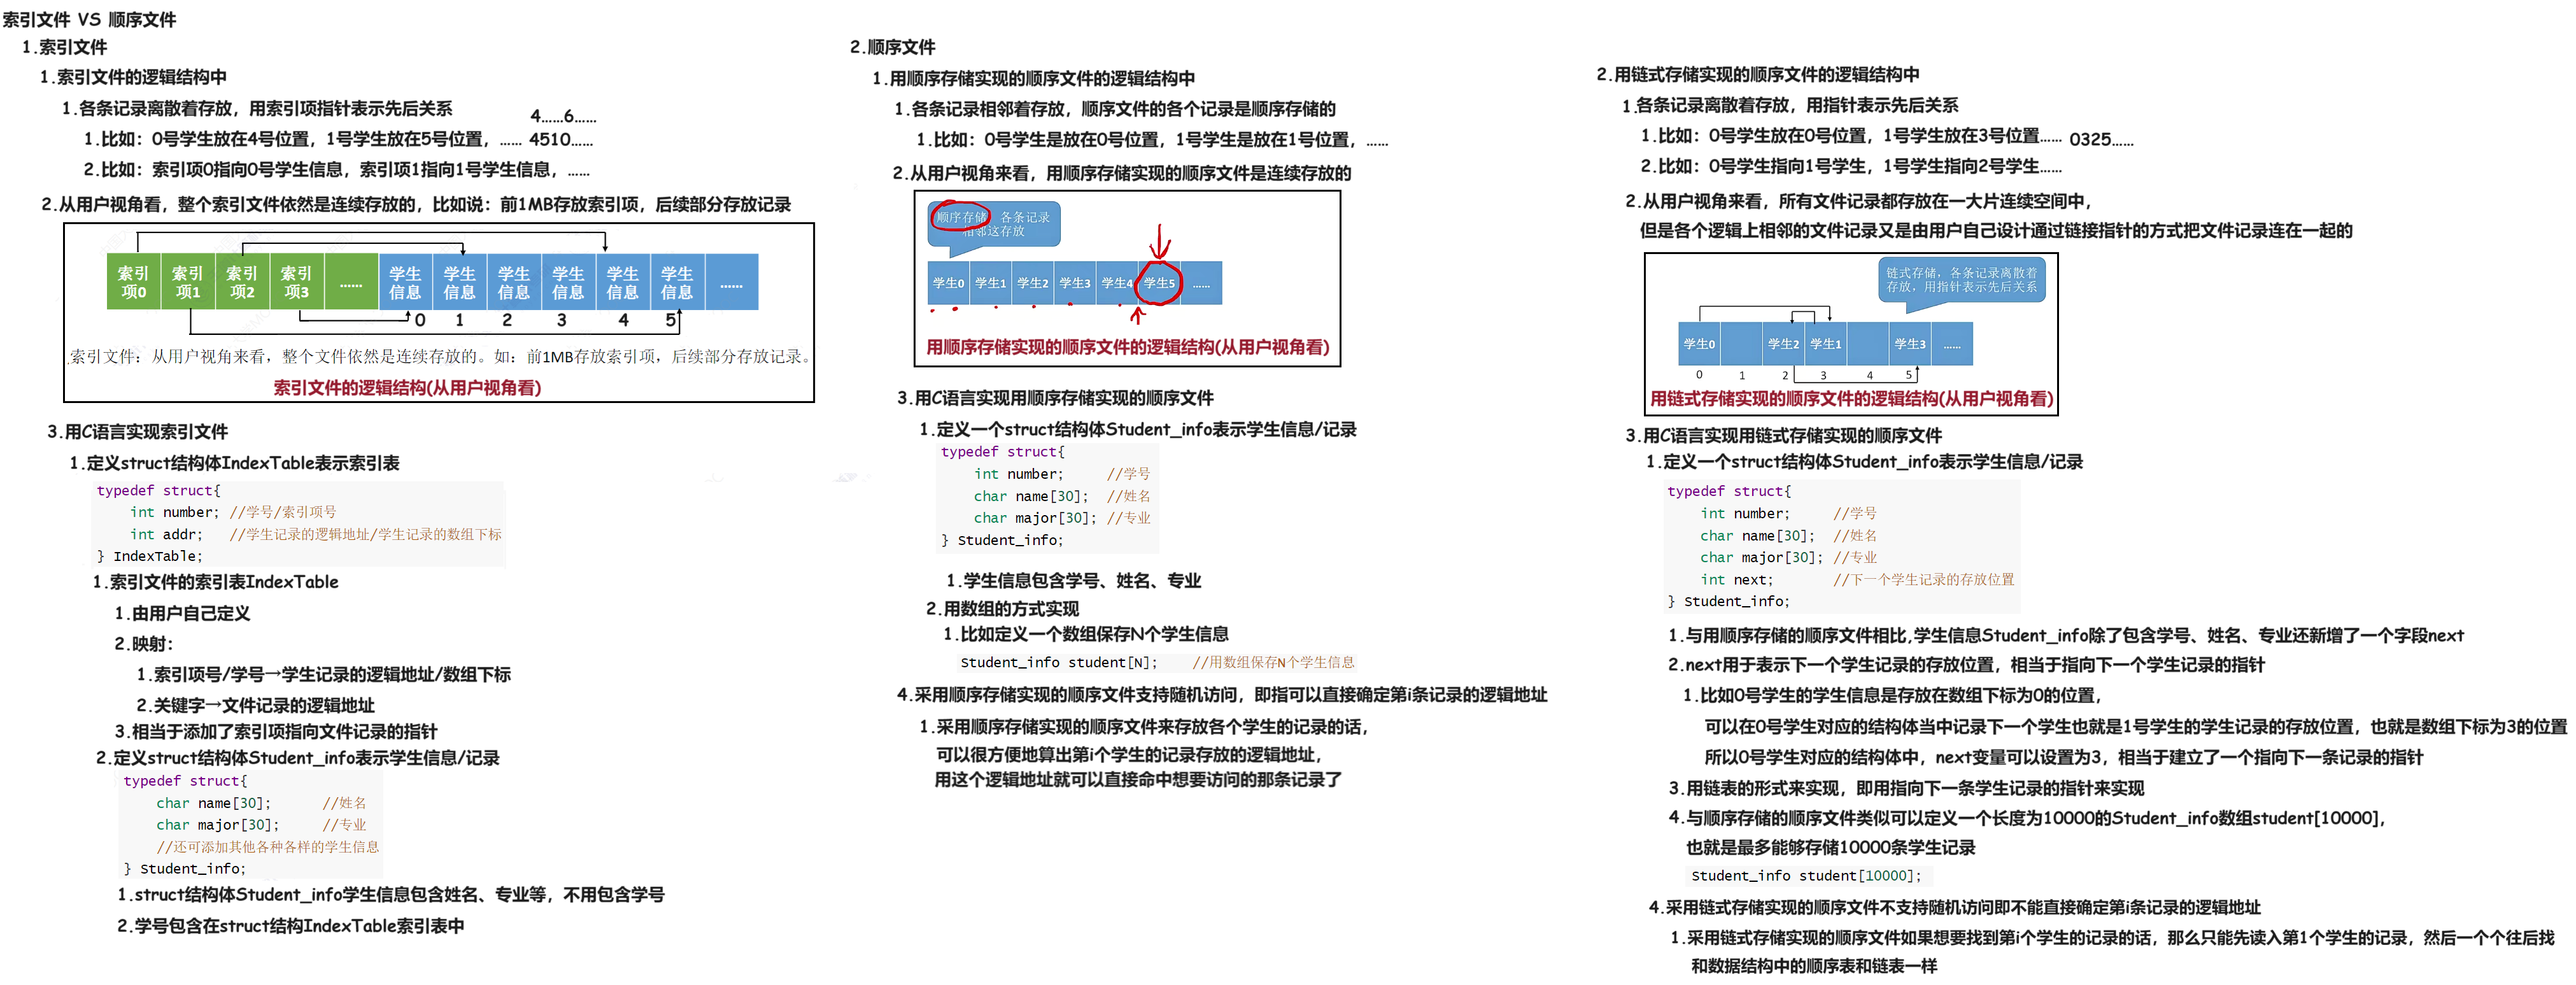 索引文件 VS 顺序文件
1.索引文件
1.索引文件的逻辑结构中
1.各条记录离散着存放，用索引项指针表示先后关系
4……6……
1.比如：0号学生放在4号位置，1号学生放在5号位置，…… 4510……
2.比如：索引项0指向0号学生信息，索引项1指向1号学生信息，……
2.从用户视角看，整个索引文件依然是连续存放的，比如说：前1MB存放索引项，后续部分存放记录
索引项0 索引项1 索引项2 索引项3 …… 学生信息 学生信息 学生信息 学生信息 学生信息 学生信息 ……
0 1 2 3 4 5
索引文件：从用户视角来看，整个文件依然是连续存放的。如：前1MB存放索引项，后续部分存放记录。
索引文件的逻辑结构(从用户视角看)
3.用C语言实现索引文件
1.定义struct结构体IndexTable表示索引表
typedef struct{
int number; //学号/索引项号
int addr; //学生记录的逻辑地址/学生记录的数组下标
} IndexTable;
1.索引文件的索引表IndexTable
1.由用户自己定义
2.映射：
1.索引项号/学号→学生记录的逻辑地址/数组下标
2.关键字→文件记录的逻辑地址
3.相当于添加了索引项指向文件记录的指针
2.定义struct结构体Student_info表示学生信息/记录
typedef struct{
char name[30]; //姓名
char major[30]; //专业
//还可添加其他各种各样的学生信息
} Student_info;
1.struct结构体Student_info学生信息包含姓名、专业等，不用包含学号
2.学号包含在struct结构IndexTable索引表中
2.顺序文件
1.用顺序存储实现的顺序文件的逻辑结构中
1.各条记录相邻着存放，顺序文件的各个记录是顺序存储的
1.比如：0号学生是放在0号位置，1号学生是放在1号位置，……
2.从用户视角来看，用顺序存储实现的顺序文件是连续存放的
顺序存储，各条记录
相邻这存放
学生0 学生1 学生2 学生3 学生4 学生5 ……
用顺序存储实现的顺序文件的逻辑结构(从用户视角看)
3.用C语言实现用顺序存储实现的顺序文件
1.定义一个struct结构体Student_info表示学生信息/记录
typedef struct{
int number; //学号
char name[30]; //姓名
char major[30]; //专业
} Student_info;
1.学生信息包含学号、姓名、专业
2.用数组的方式实现
1.比如定义一个数组保存N个学生信息
Student_info student[N]; //用数组保存N个学生信息
4.采用顺序存储实现的顺序文件支持随机访问，即指可以直接确定第i条记录的逻辑地址
1.采用顺序存储实现的顺序文件来存放各个学生的记录的话，
可以很方便地算出第i个学生的记录存放的逻辑地址，
用这个逻辑地址就可以直接命中想要访问的那条记录了
2.用链式存储实现的顺序文件的逻辑结构中
1.各条记录离散着存放，用指针表示先后关系
1.比如：0号学生放在0号位置，1号学生放在3号位置…… 0325……
2.比如：0号学生指向1号学生，1号学生指向2号学生……
2.从用户视角来看，所有文件记录都存放在一大片连续空间中，
但是各个逻辑上相邻的文件记录又是由用户自己设计通过链接指针的方式把文件记录连在一起的
链式存储，各条记录离散着
存放，用指针表示先后关系
学生0 学生2 学生1 学生3 ……
0 1 2 3 4 5
用链式存储实现的顺序文件的逻辑结构(从用户视角看)
3.用C语言实现用链式存储实现的顺序文件
1.定义一个struct结构体Student_info表示学生信息/记录
typedef struct{
int number; //学号
char name[30]; //姓名
char major[30]; //专业
int next; //下一个学生记录的存放位置
} Student_info;
1.与用顺序存储的顺序文件相比,学生信息Student_info除了包含学号、姓名、专业还新增了一个字段next
2.next用于表示下一个学生记录的存放位置，相当于指向下一个学生记录的指针
1.比如0号学生的学生信息是存放在数组下标为0的位置，
可以在0号学生对应的结构体当中记录下一个学生也就是1号学生的学生记录的存放位置，也就是数组下标为3的位置
所以0号学生对应的结构体中，next变量可以设置为3，相当于建立了一个指向下一条记录的指针
3.用链表的形式来实现，即用指向下一条学生记录的指针来实现
4.与顺序存储的顺序文件类似可以定义一个长度为10000的Student_info数组student[10000]，
也就是最多能够存储10000条学生记录
Student_info student[10000];
4.采用链式存储实现的顺序文件不支持随机访问即不能直接确定第i条记录的逻辑地址
1.采用链式存储实现的顺序文件如果想要找到第i个学生的记录的话，那么只能先读入第1个学生的记录，然后一个个往后找
和数据结构中的顺序表和链表一样